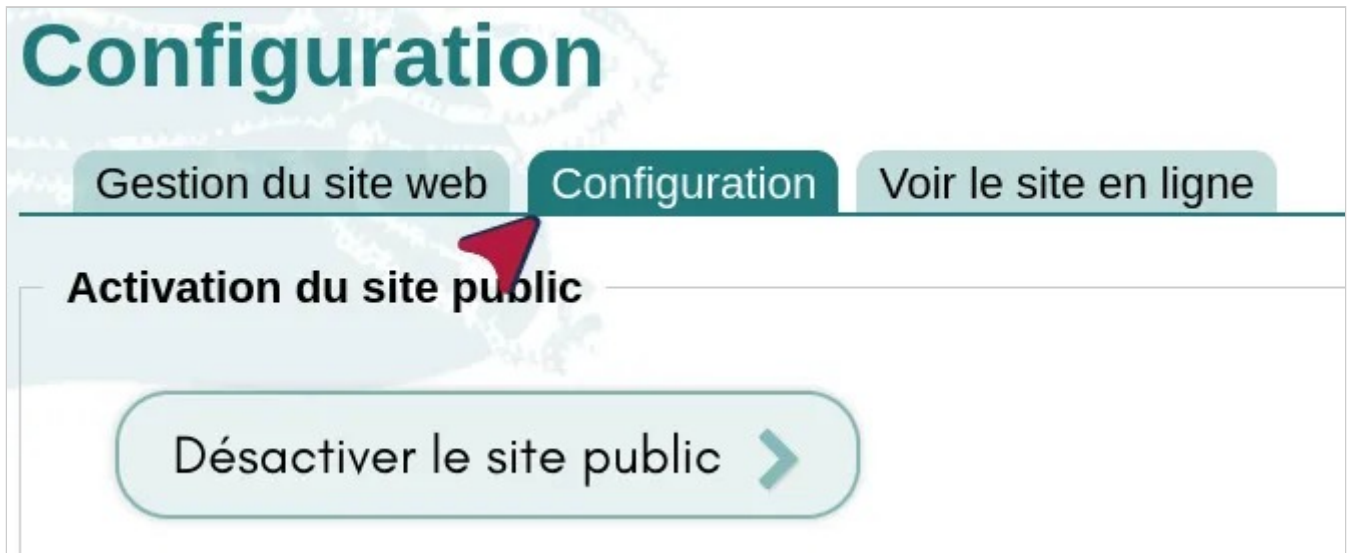 Configuration
Gestion du site web Configuration Voir le site en ligne
Activation du site public
Désactiver le site public